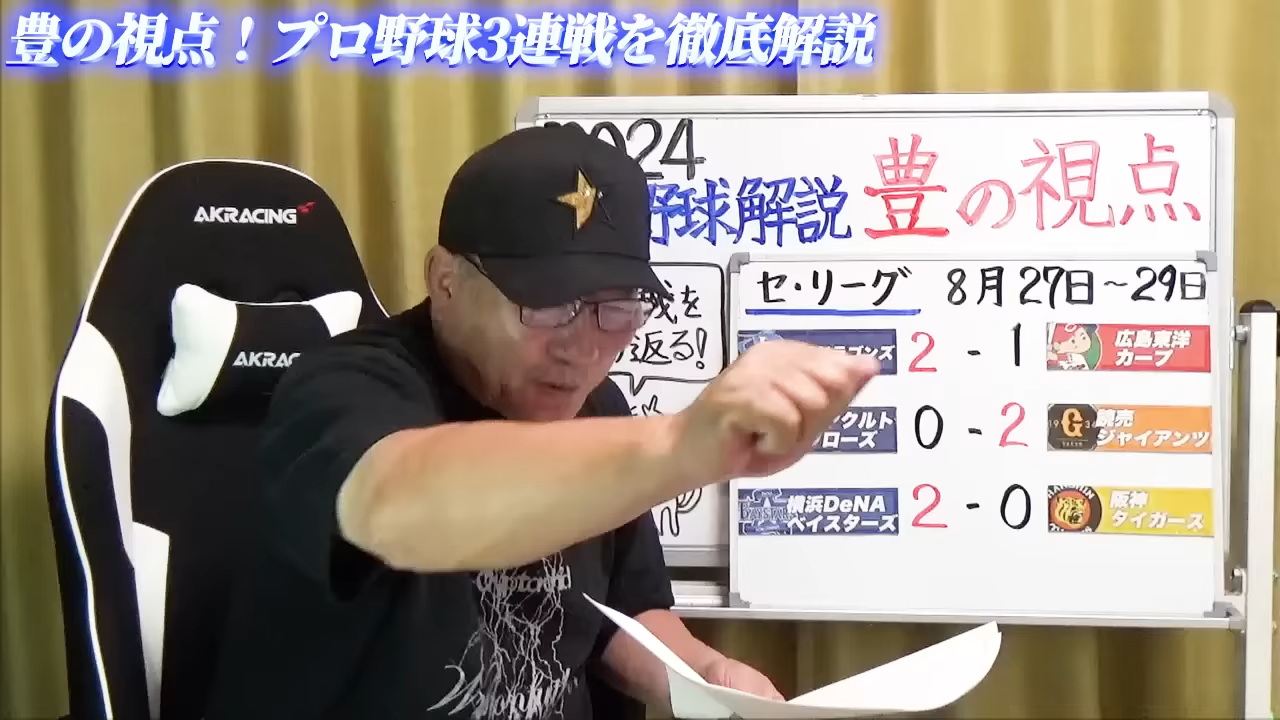 豊の視点！プロ野球3連戦を徹底解説
2024
野球解説 豊の視点
AKRACING
AKRAC
戦を
返る!
セ・リーグ 8月27日~29日
ゴンズ 2 - 1 広島東洋
カープ
クルト
ローズ 0 - 2 G 読売
ジャイアンツ
横浜DeNA
ベイスターズ 2 - 0 阪神
タイガース